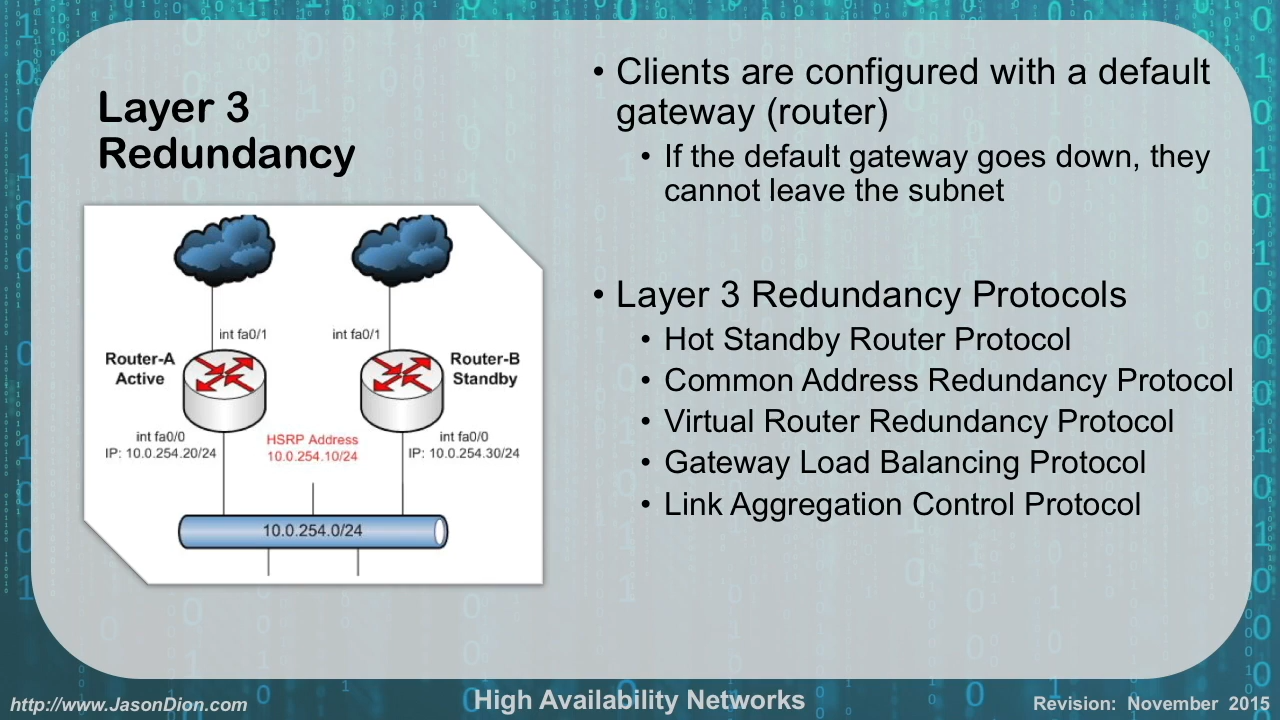 Layer 3
Redundancy
int fa0/1
int fa0/1
Router-A
Active
Router-B
Standby
int fa0/0
IP: 10.0.254.20/24
HSRP Address
10.0.254.10/24
int fa0/0
IP: 10.0.254.30/24
10.0.254.0/24
• Clients are configured with a default
gateway (router)
• If the default gateway goes down, they
cannot leave the subnet
• Layer 3 Redundancy Protocols
• Hot Standby Router Protocol
• Common Address Redundancy Protocol
• Virtual Router Redundancy Protocol
• Gateway Load Balancing Protocol
• Link Aggregation Control Protocol
http://www.JasonDion.com
High Availability Networks
Revision: November 2015